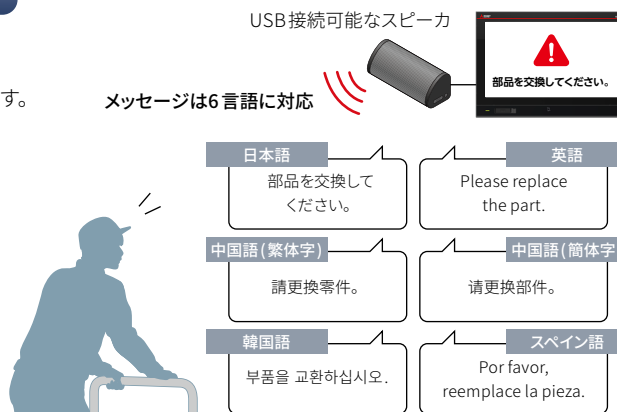 USB接続可能なスピーカ
部品を交換してください。
す。
メッセージは6言語に対応
日本語
部品を交換して
ください。
英語
Please replace
the part.
中国語(繁体字)
請更換零件。
中国語(簡体字
请更换部件。
韓国語
부품을 교환하십시오.
スペイン語
Por favor,
reemplace la pieza.